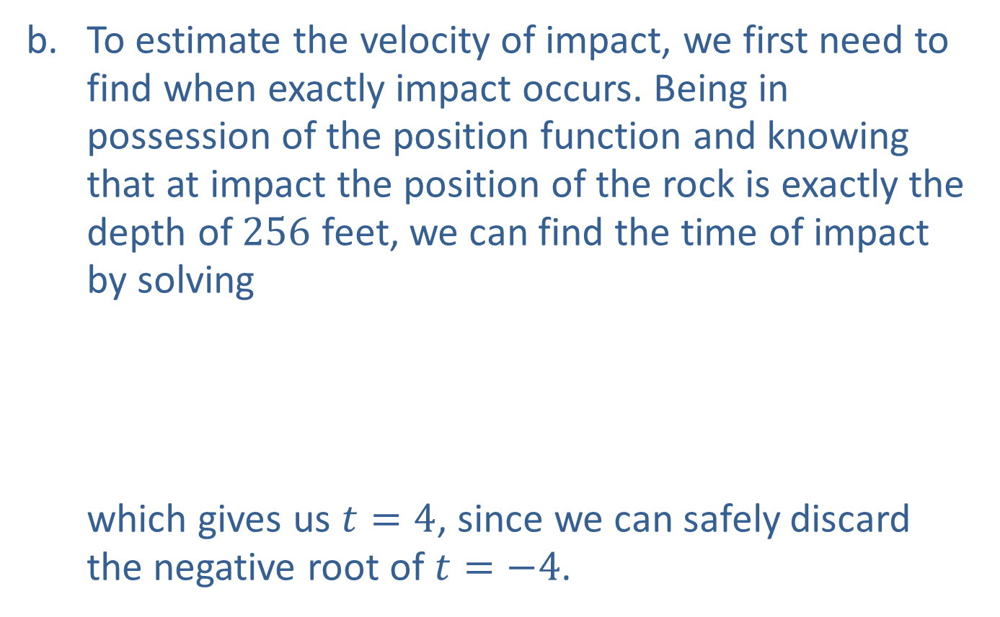 b. To estimate the velocity of impact, we first need to
find when exactly impact occurs. Being in
possession of the position function and knowing
that at impact the position of the rock is exactly the
depth of 256 feet, we can find the time of impact
by solving
which gives us t = 4, since we can safely discard
the negative root of t = −4.